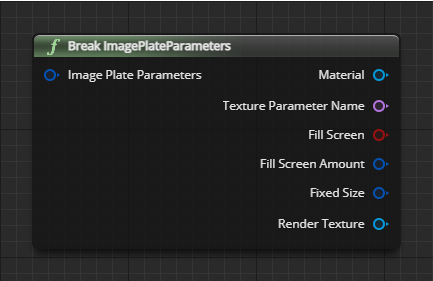 f Break ImagePlateParameters
Image Plate Parameters
Material
Texture Parameter Name
Fill Screen
Fill Screen Amount
Fixed Size
Render Texture